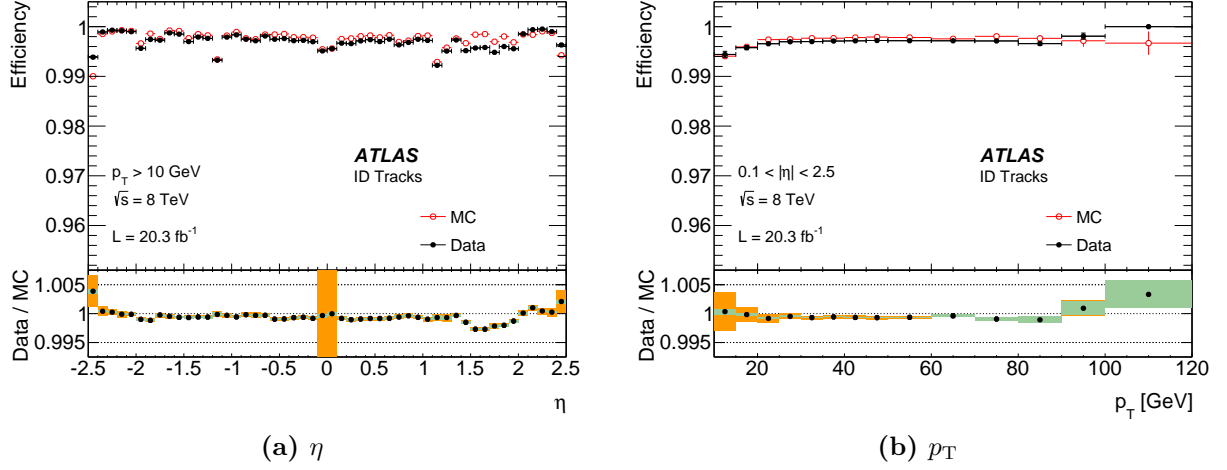 Efficiency
1
0.99
0.98
0.97
0.96
ATLAS
ID Tracks
p_T > 10 GeV
√s = 8 TeV
L = 20.3 fb⁻¹
MC
Data
Data / MC
1.005
1
0.995
-2.5 -2 -1.5 -1 -0.5 0 0.5 1 1.5 2 2.5
η
(a) η
Efficiency
1
0.99
0.98
0.97
0.96
ATLAS
ID Tracks
0.1 < |η| < 2.5
√s = 8 TeV
L = 20.3 fb⁻¹
MC
Data
Data / MC
1.005
1
0.995
20 40 60 80 100 120
p_T [GeV]
(b) p_T